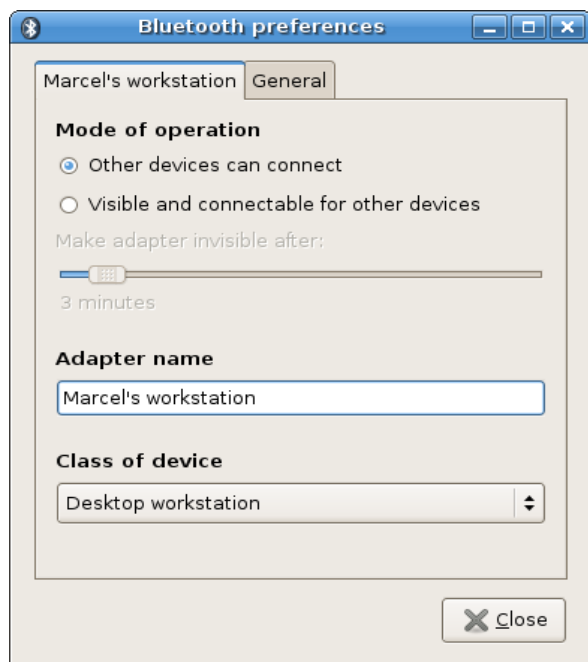 Bluetooth preferences
Marcel's workstation
General
Mode of operation
Other devices can connect
Visible and connectable for other devices
Make adapter invisible after:
3 minutes
Adapter name
Marcel's workstation
Class of device
Desktop workstation
Close